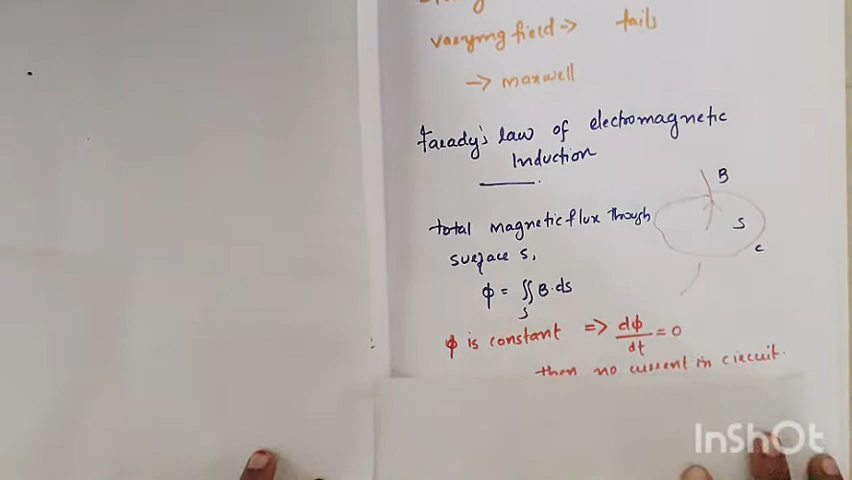 varying field → fails
→ maxwell
Farady's law of electromagnetic
Induction
B
total magnetic flux through
S
surface s,
c
ϕ = ∬ B.ds
S
ϕ is constant => dϕ/dt = 0
then no current in circuit.
InShOt